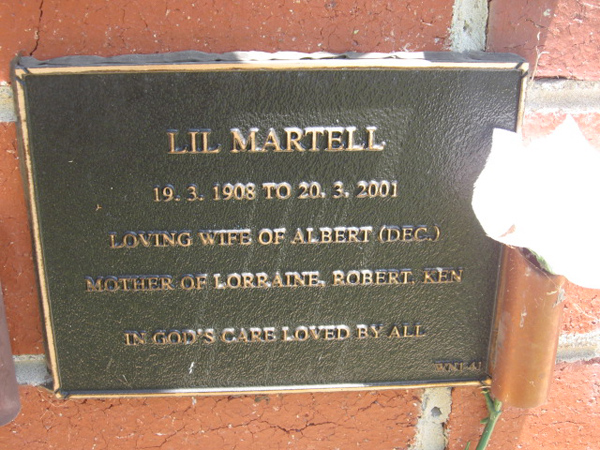 LIL MARTELL
19. 3. 1908 TO 20. 3. 2001
LOVING WIFE OF ALBERT (DEC.)
MOTHER OF LORRAINE, ROBERT, KEN
IN GOD'S CARE LOVED BY ALL